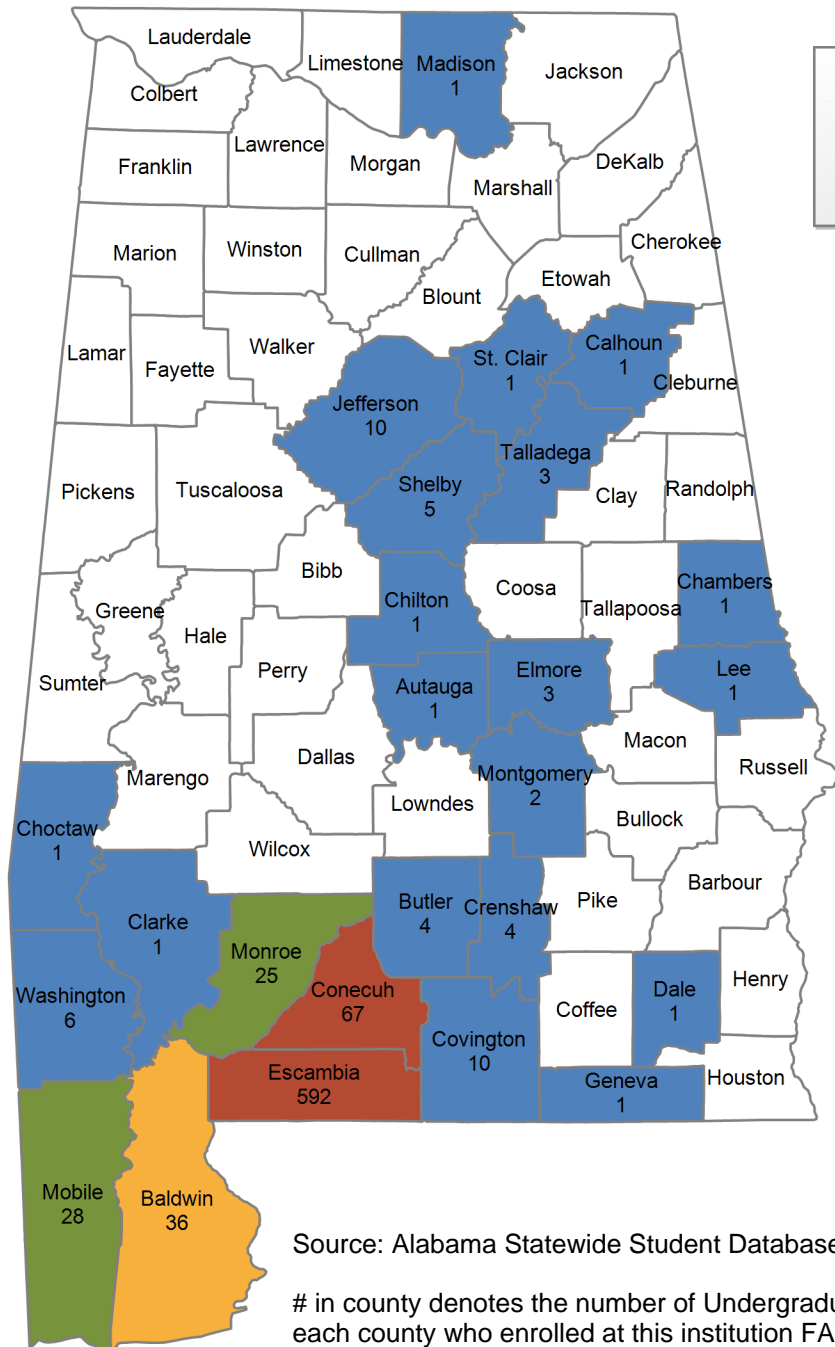 Lauderdale
Limestone
Madison
1
Jackson
Colbert
Lawrence
Franklin
Morgan
DeKalb
Marshall
Marion
Winston
Cullman
Cherokee
Etowah
Blount
Lamar
Fayette
Walker
St. Clair
1
Calhoun
1
Cleburne
Jefferson
10
Talladega
3
Shelby
5
Pickens
Tuscaloosa
Clay
Randolph
Bibb
Coosa
Chambers
1
Greene
Hale
Chilton
1
Tallapoosa
Perry
Sumter
Autauga
1
Elmore
3
Lee
1
Dallas
Macon
Marengo
Montgomery
2
Russell
Lowndes
Bullock
Choctaw
1
Wilcox
Barbour
Clarke
1
Butler
4
Crenshaw
4
Pike
Monroe
25
Washington
6
Conecuh
67
Coffee
Dale
1
Henry
Covington
10
Escambia
592
Geneva
1
Houston
Mobile
28
Baldwin
36
Source: Alabama Statewide Student Database
# in county denotes the number of Undergradu
each county who enrolled at this institution FA